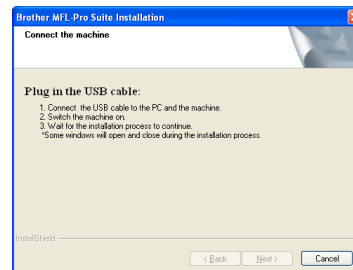 Brother MFL-Pro Suite Installation
Connect the machine
Plug in the USB cable:
1. Connect the USB cable to the PC and the machine.
2. Switch the machine on.
3. Wait for the installation process to continue.
*Some windows will open and close during the installation process.
InstallShield
< Back Next > Cancel